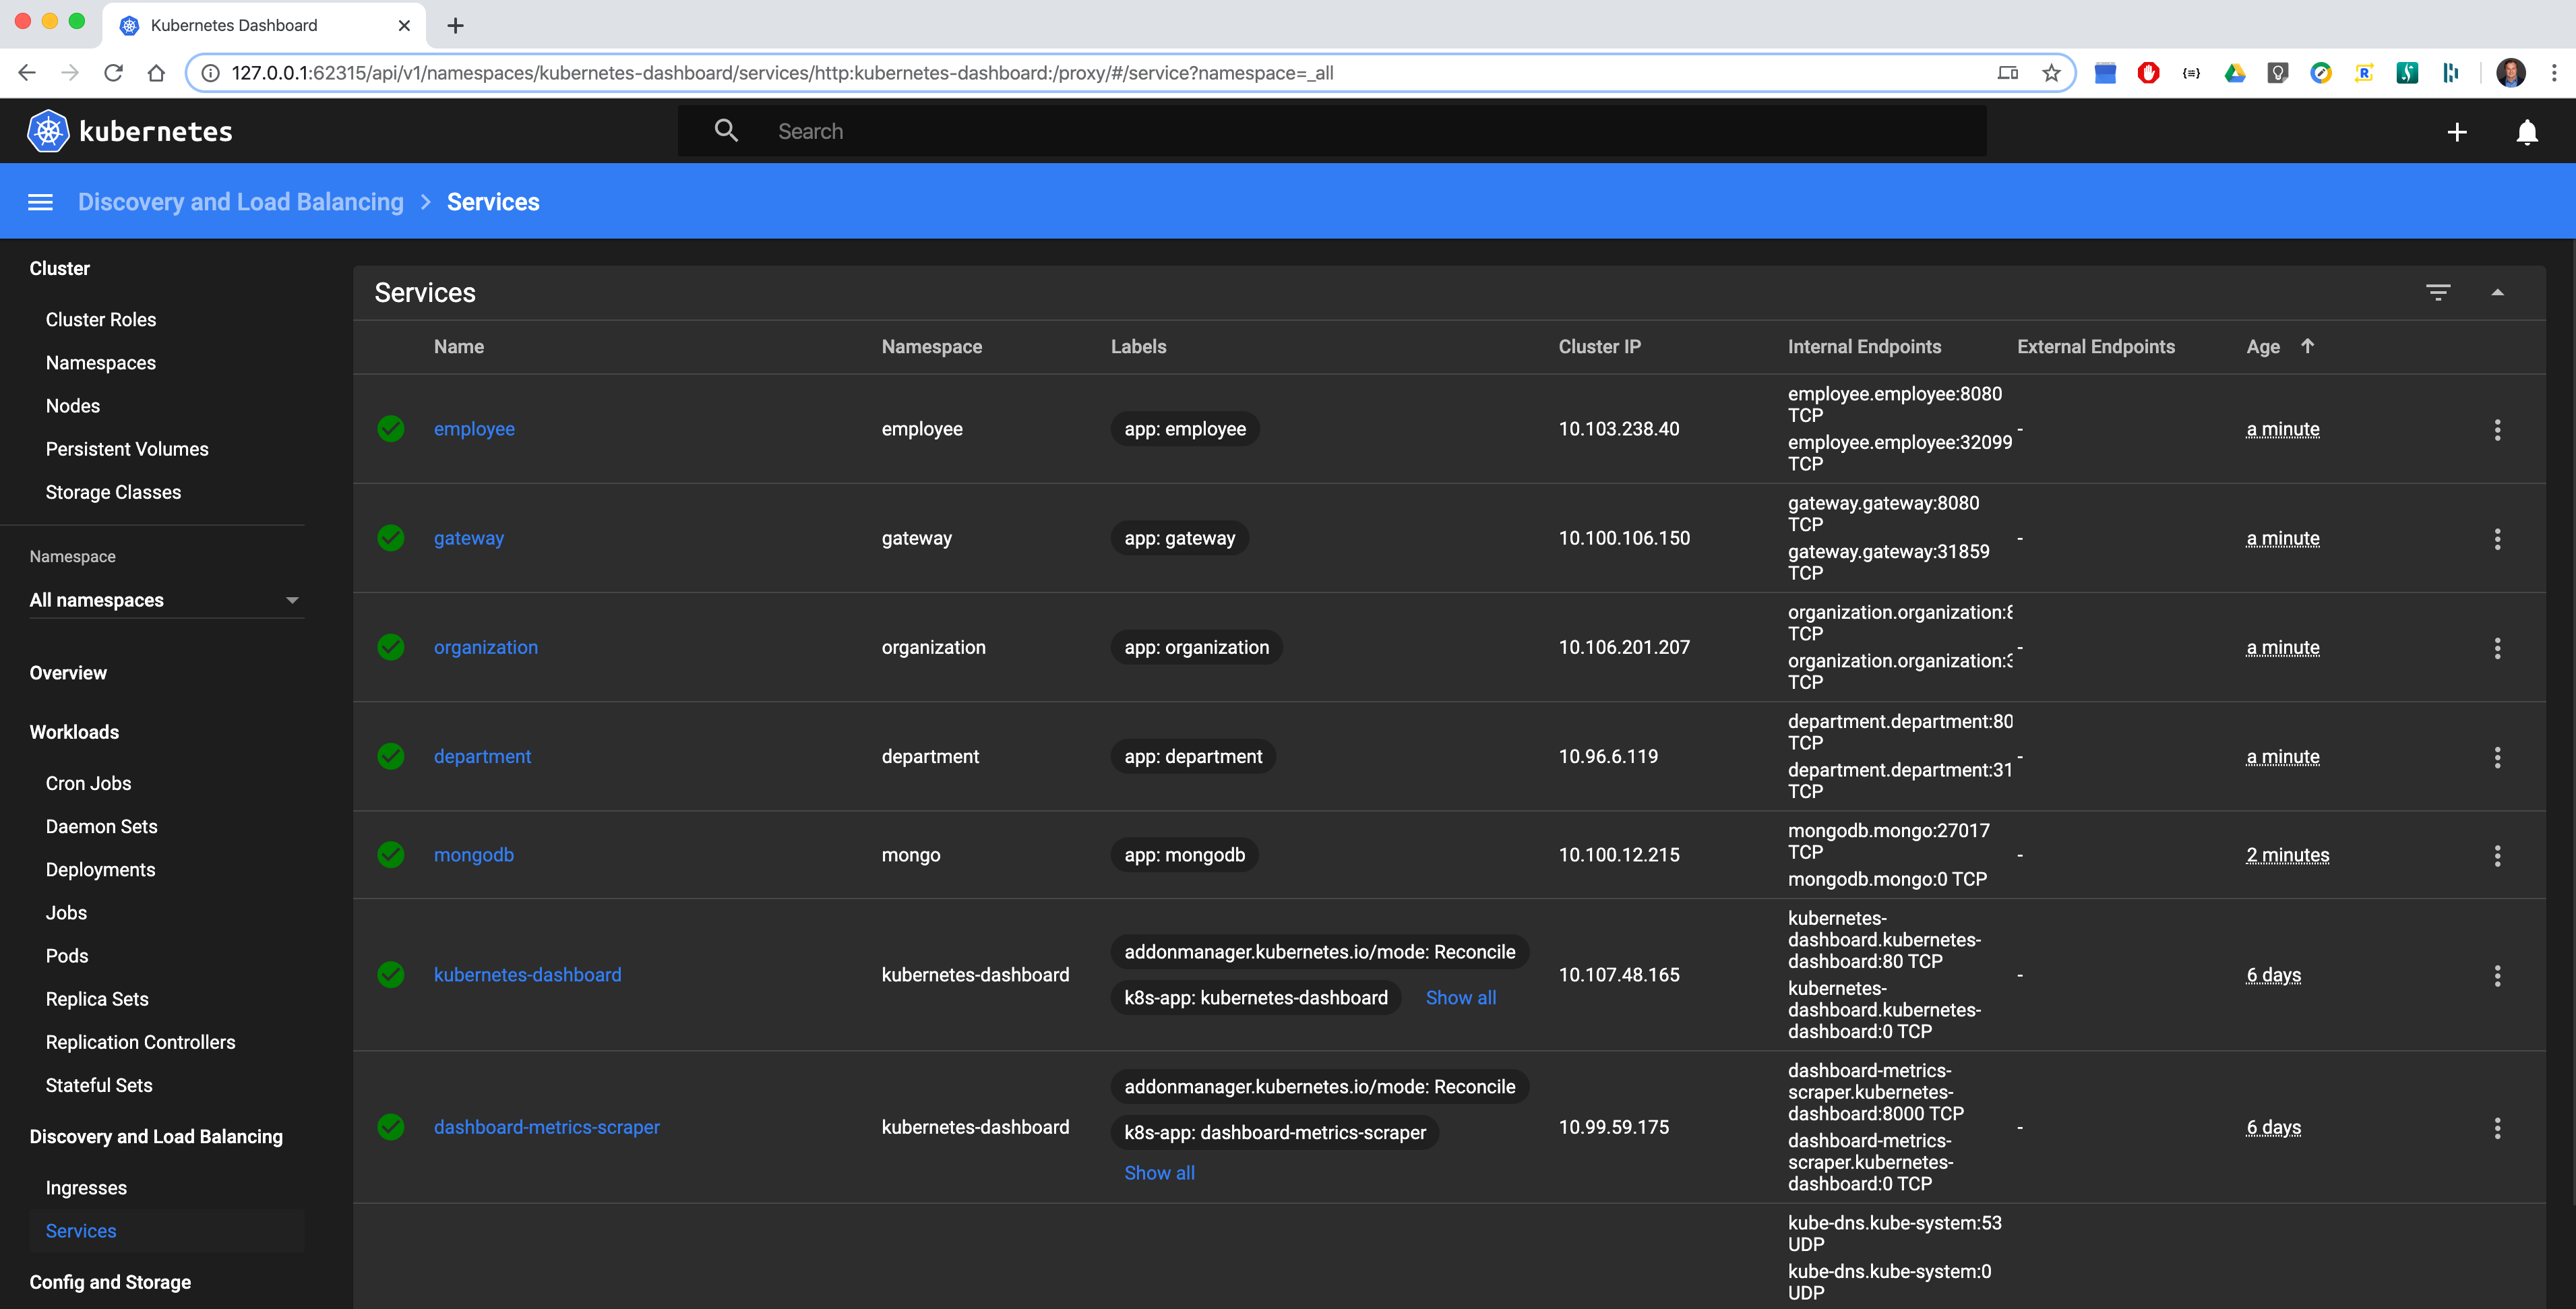 Kubernetes Dashboard
127.0.0.1:62315/api/v1/namespaces/kubernetes-dashboard/services/http:kubernetes-dashboard:/proxy/#/service?namespace=_all
kubernetes
Search
Discovery and Load Balancing > Services
Cluster
Cluster Roles
Namespaces
Nodes
Persistent Volumes
Storage Classes
Namespace
All namespaces
Overview
Workloads
Cron Jobs
Daemon Sets
Deployments
Jobs
Pods
Replica Sets
Replication Controllers
Stateful Sets
Discovery and Load Balancing
Ingresses
Services
Config and Storage
Services
Name Namespace Labels Cluster IP Internal Endpoints External Endpoints Age
employee employee app: employee 10.103.238.40
employee.employee:8080
TCP
employee.employee:32099
TCP
- a minute
gateway gateway app: gateway 10.100.106.150
gateway.gateway:8080
TCP
gateway.gateway:31859
TCP
- a minute
organization organization app: organization 10.106.201.207
organization.organization:8
TCP
organization.organization:3
TCP
- a minute
department department app: department 10.96.6.119
department.department:80
TCP
department.department:31
TCP
- a minute
mongodb mongo app: mongodb 10.100.12.215
mongodb.mongo:27017
TCP
mongodb.mongo:0 TCP
- 2 minutes
kubernetes-dashboard kubernetes-dashboard
addonmanager.kubernetes.io/mode: Reconcile
k8s-app: kubernetes-dashboard Show all
10.107.48.165
kubernetes-
dashboard.kubernetes-
dashboard:80 TCP
kubernetes-
dashboard.kubernetes-
dashboard:0 TCP
- 6 days
dashboard-metrics-scraper kubernetes-dashboard
addonmanager.kubernetes.io/mode: Reconcile
k8s-app: dashboard-metrics-scraper
Show all
10.99.59.175
dashboard-metrics-
scraper.kubernetes-
dashboard:8000 TCP
dashboard-metrics-
scraper.kubernetes-
dashboard:0 TCP
- 6 days
kube-dns.kube-system:53
UDP
kube-dns.kube-system:0
UDP